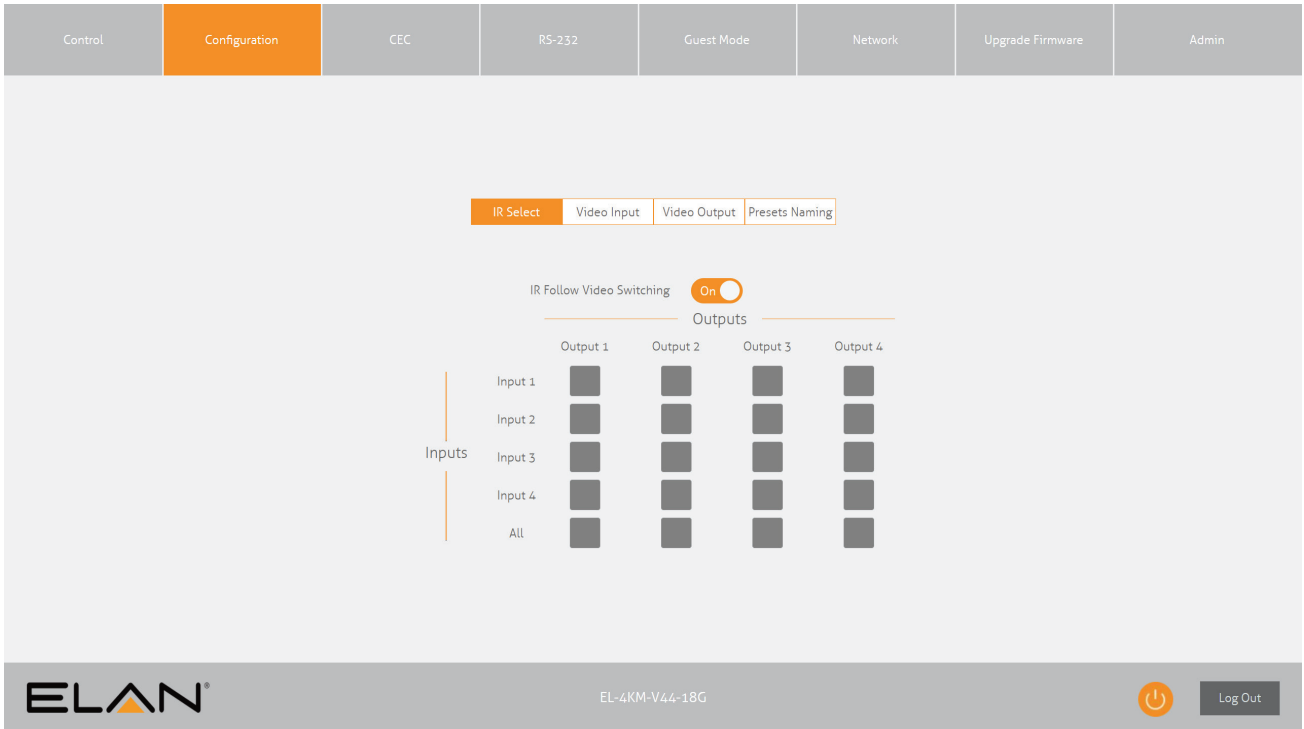 Control Configuration CEC RS-232 Guest Mode Network Upgrade Firmware Admin
IR Select Video Input Video Output Presets Naming
IR Follow Video Switching On
Outputs
Output 1 Output 2 Output 3 Output 4
Input 1
Input 2
Inputs
Input 3
Input 4
All
ELAN® EL-4KM-V44-18G Log Out